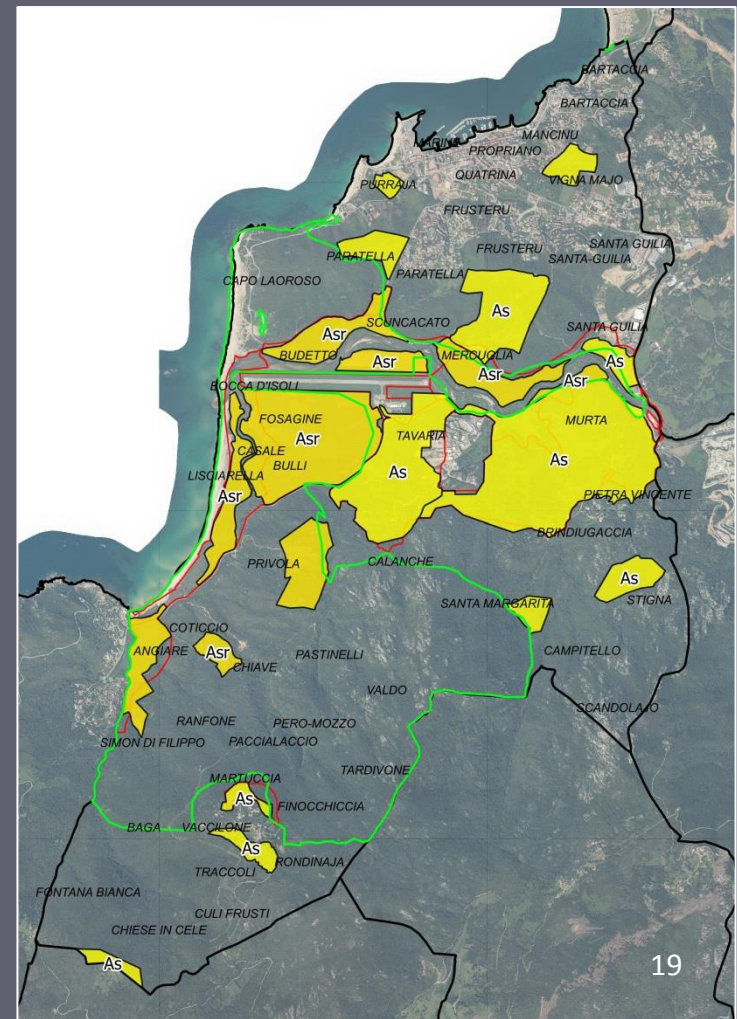 BARTACCIA
BARTACCIA
MANCINU
PROPRIANO
QUATRINA
PURRAJA
VIGNA MAJO
FRUSTERU
FRUSTERU
SANTA GUILIA
SANTA-GUILIA
PARATELLA
PARATELLA
CAPO LAOROSO
As
SCUNCACATO
SANTA GUILIA
Asr
BUDETTO
Asr
MERCUGLIA
As
Asr
Asr
BOCCA D'ISOLI
FOSAGINE
MURTA
TAVARIA
Asr
CASALE
As
BULLI
As
LISCIARELLA
Asr
PIETRA VINCENTE
BRINDIUGACCIA
PRIVOLA
CALANCHE
As
STIGNA
SANTA MARGARITA
COTICCIO
ANGIARE
Asr
CHIAVE
PASTINELLI
CAMPITELLO
VALDO
SCANDOLAJO
RANFONE
PERO-MOZZO
SIMON DI FILIPPO
PACCIALACCIO
TARDIVONE
MARTUCCIA
As
FINOCCHICCIA
BAGA
VACCILONE
As
RONDINAJA
TRACCOLI
FONTANA BIANCA
CULI FRUSTI
CHIESE IN CELE
As
19